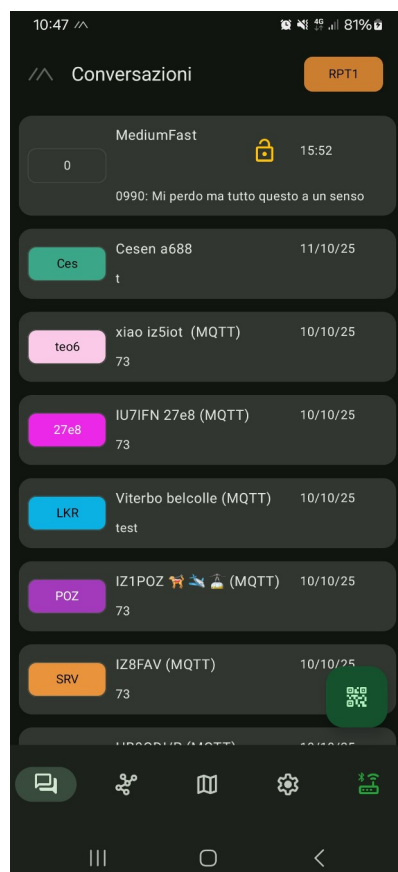 10:47 4G 81%
Conversazioni RPT1
MediumFast
0 15:52
0990: Mi perdo ma tutto questo a un senso
Cesen a688 11/10/25
Ces
t
xiao iz5iot (MQTT) 10/10/25
teo6
73
IU7IFN 27e8 (MQTT) 10/10/25
27e8
73
Viterbo belcolle (MQTT) 10/10/25
LKR
test
IZ1POZ 🐕 🛩 (MQTT) 10/10/25
POZ
73
IZ8FAV (MQTT) 10/10/25
SRV
73